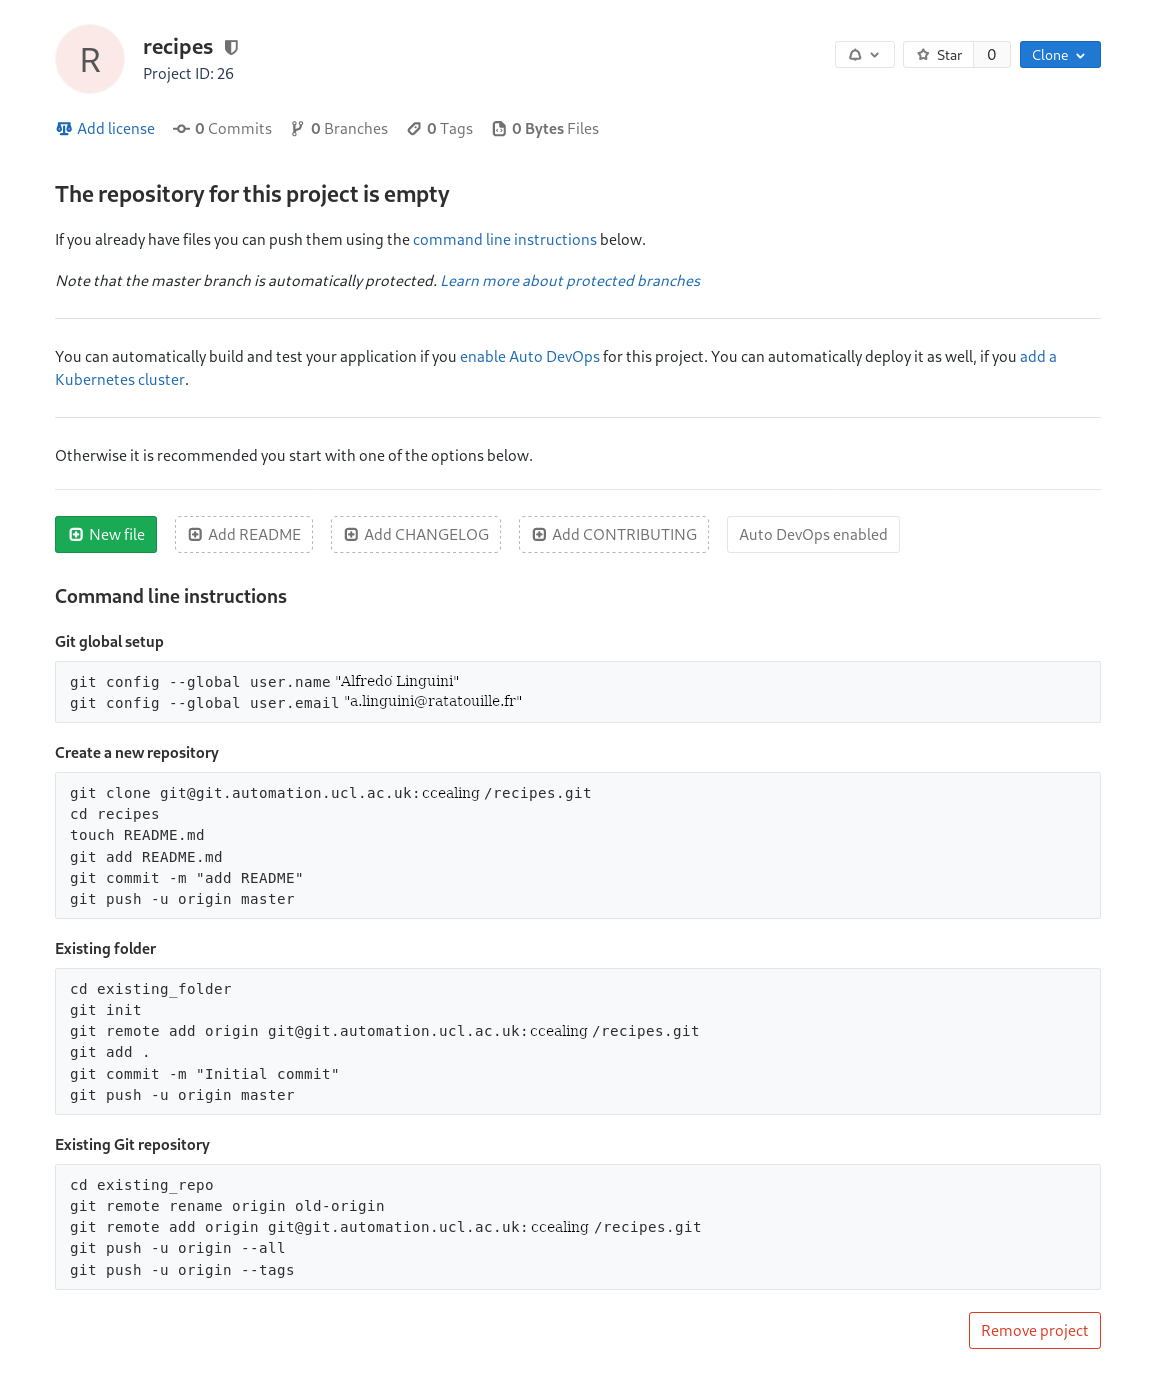 R
recipes
Project ID: 26
Star 0 Clone
Add license 0 Commits 0 Branches 0 Tags 0 Bytes Files
The repository for this project is empty
If you already have files you can push them using the command line instructions below.
Note that the master branch is automatically protected. Learn more about protected branches
You can automatically build and test your application if you enable Auto DevOps for this project. You can automatically deploy it as well, if you add a
Kubernetes cluster.
Otherwise it is recommended you start with one of the options below.
New file Add README Add CHANGELOG Add CONTRIBUTING Auto DevOps enabled
Command line instructions
Git global setup
git config --global user.name "Alfredo Linguini"
git config --global user.email "a.linguini@ratatouille.fr"
Create a new repository
git clone git@git.automation.ucl.ac.uk:ccealing /recipes.git
cd recipes
touch README.md
git add README.md
git commit -m "add README"
git push -u origin master
Existing folder
cd existing_folder
git init
git remote add origin git@git.automation.ucl.ac.uk:ccealing /recipes.git
git add .
git commit -m "Initial commit"
git push -u origin master
Existing Git repository
cd existing_repo
git remote rename origin old-origin
git remote add origin git@git.automation.ucl.ac.uk:ccealing /recipes.git
git push -u origin --all
git push -u origin --tags
Remove project